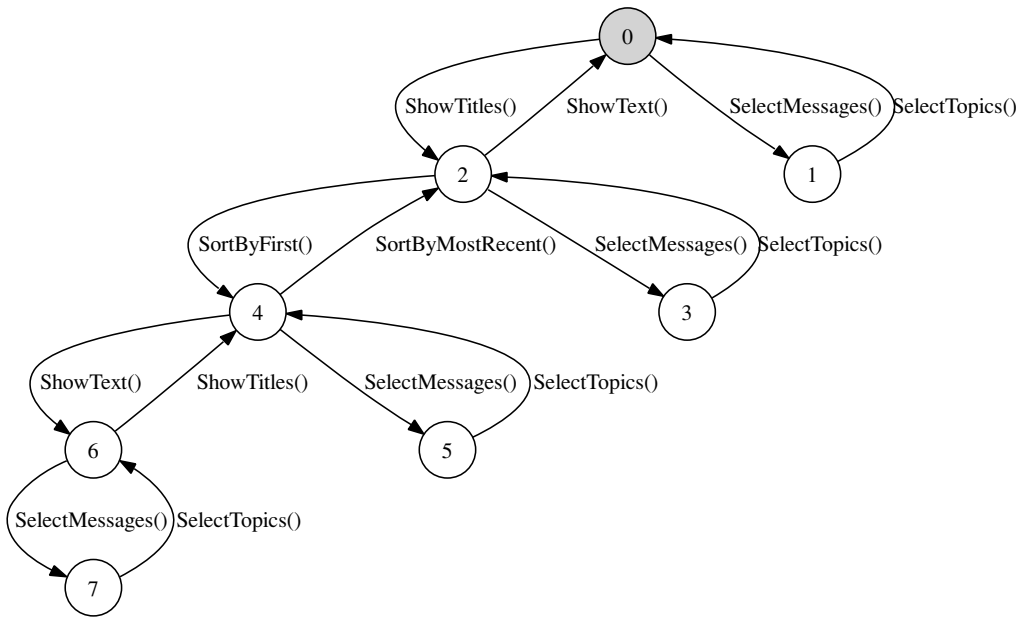 0
ShowTitles()
ShowText()
SelectMessages()
SelectTopics()
2
1
SortByFirst()
SortByMostRecent()
SelectMessages()
SelectTopics()
4
3
ShowText()
ShowTitles()
SelectMessages()
SelectTopics()
6
5
SelectMessages()
SelectTopics()
7